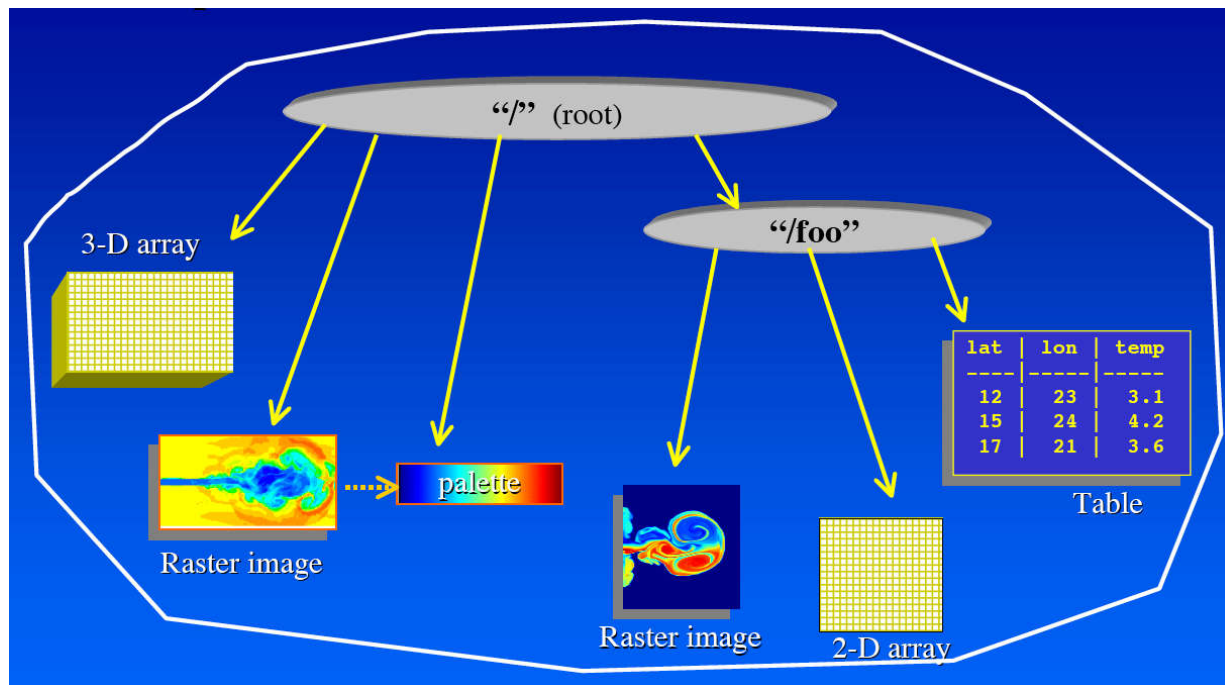 “/” (root)
“/foo”
3-D array
lat | lon | temp
----|-----|-----
12 | 23 | 3.1
15 | 24 | 4.2
17 | 21 | 3.6
palette
Table
Raster image
Raster image
2-D array